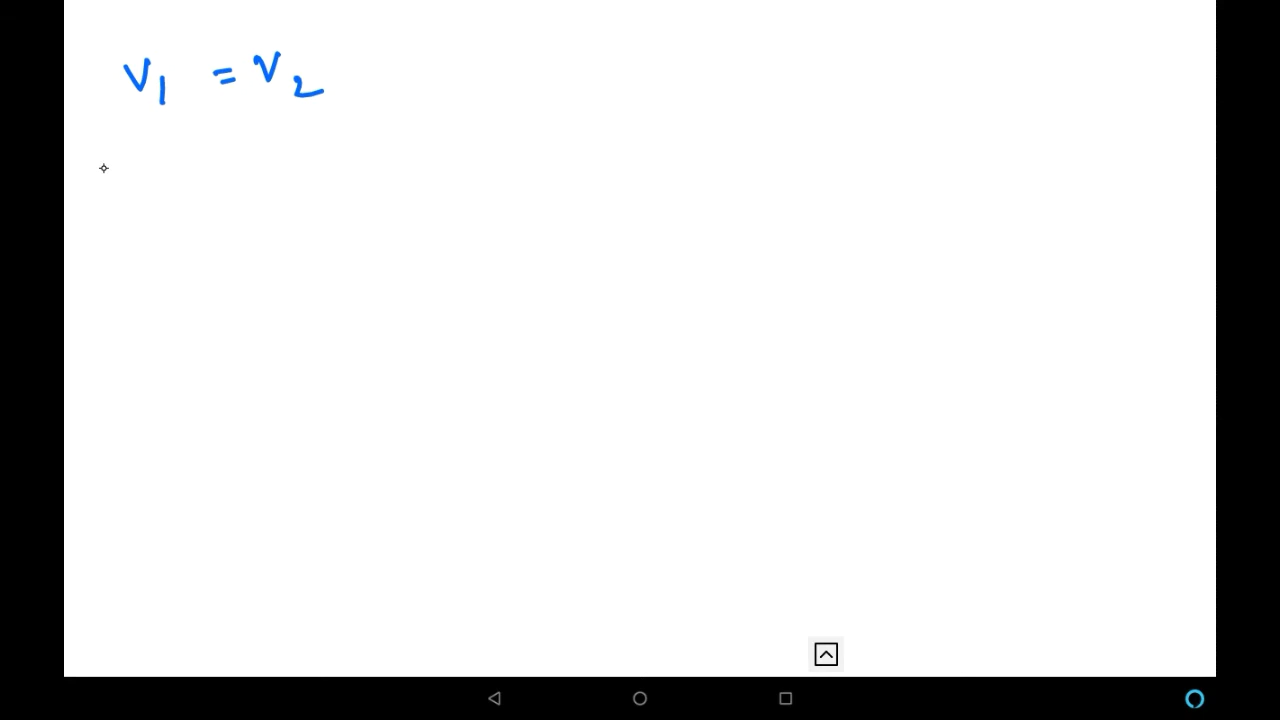 V₁ = V₂